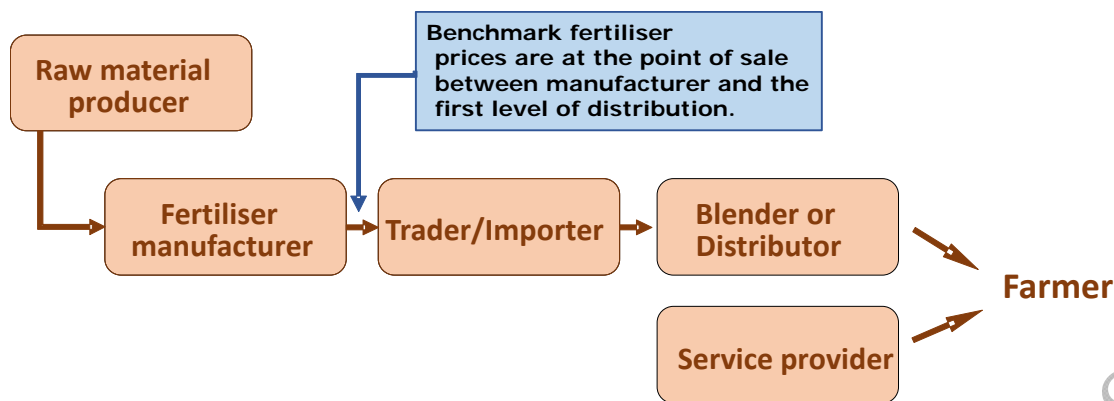 Raw material
producer
Benchmark fertiliser
prices are at the point of sale
between manufacturer and the
first level of distribution.
Fertiliser
manufacturer
Trader/Importer
Blender or
Distributor
Farmer
Service provider